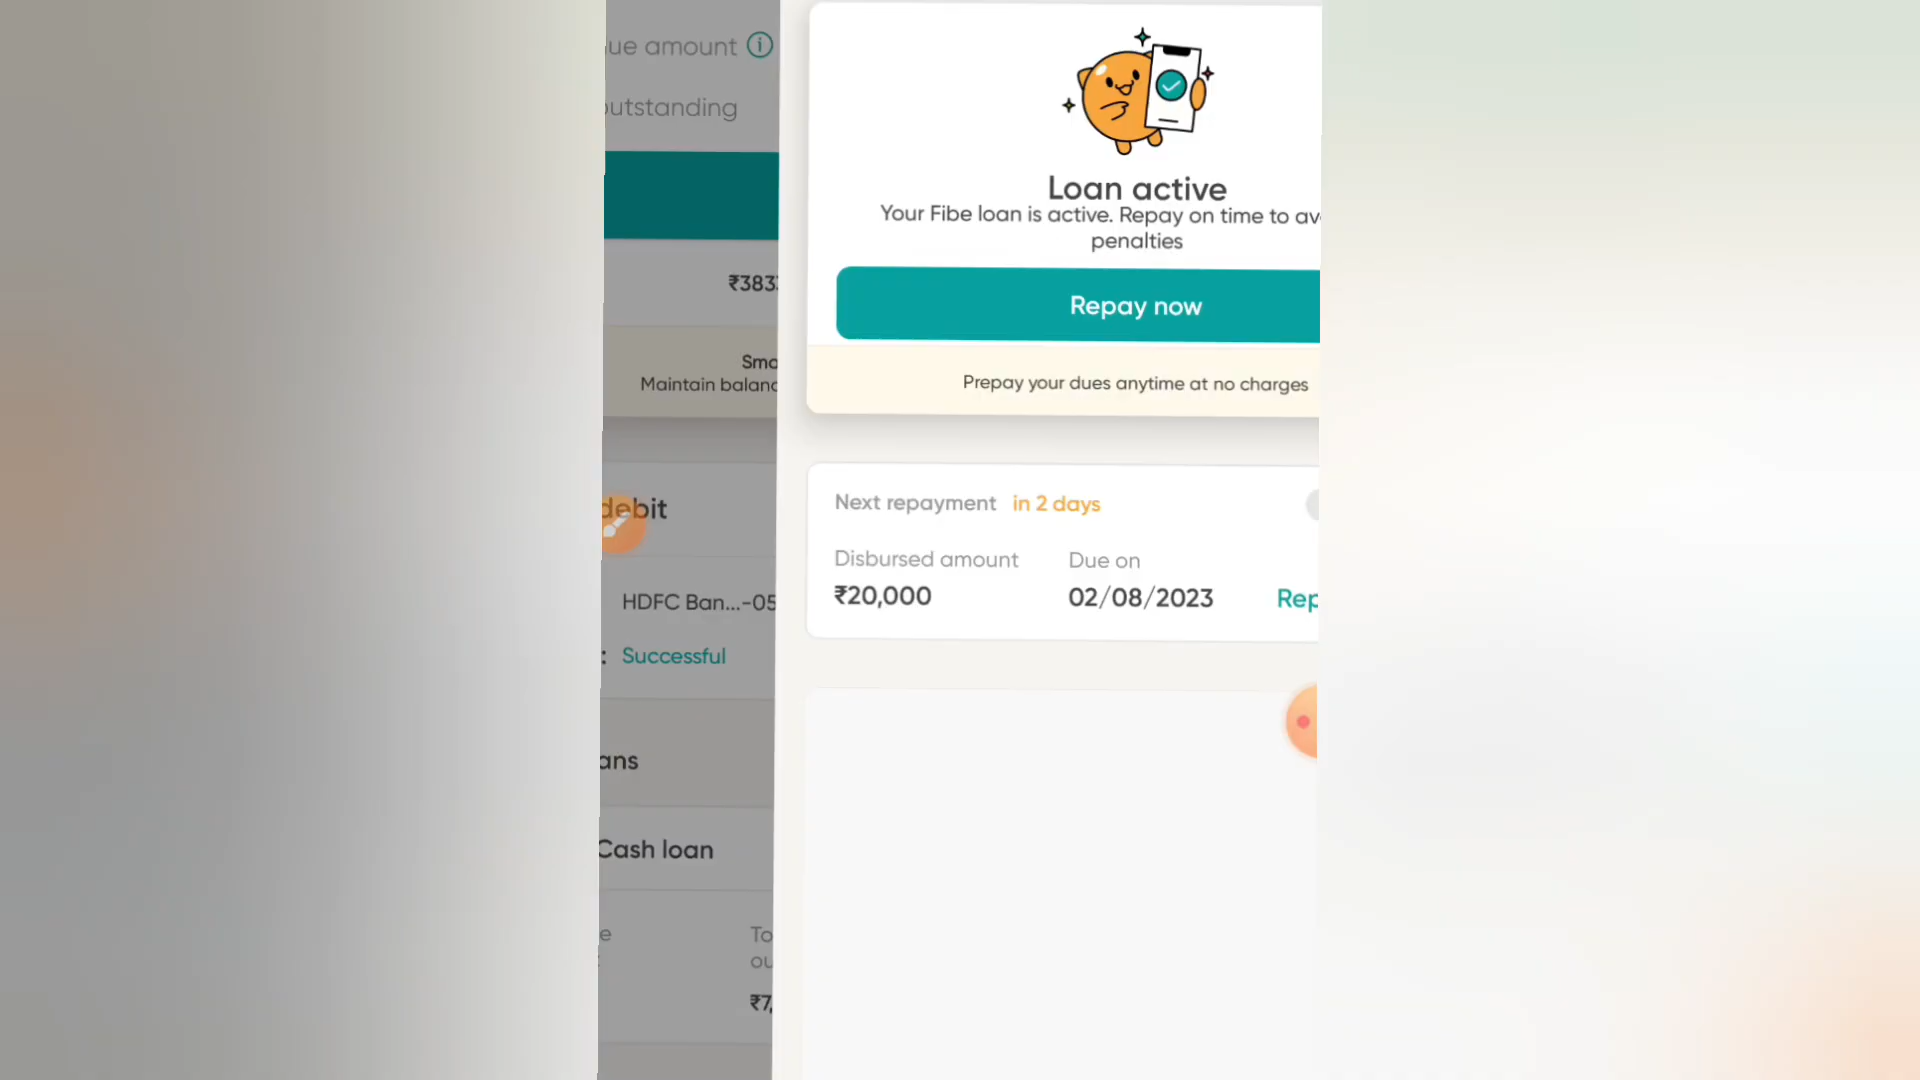 ue amount
outstanding
₹383
Sma
Maintain balanc
debit
HDFC Ban...-05
: Successful
ans
Cash loan
e
To
ou
₹7,
Loan active
Your Fibe loan is active. Repay on time to av
penalties
Repay now
Prepay your dues anytime at no charges
Next repayment in 2 days
Disbursed amount
Due on
₹20,000
02/08/2023
Rep